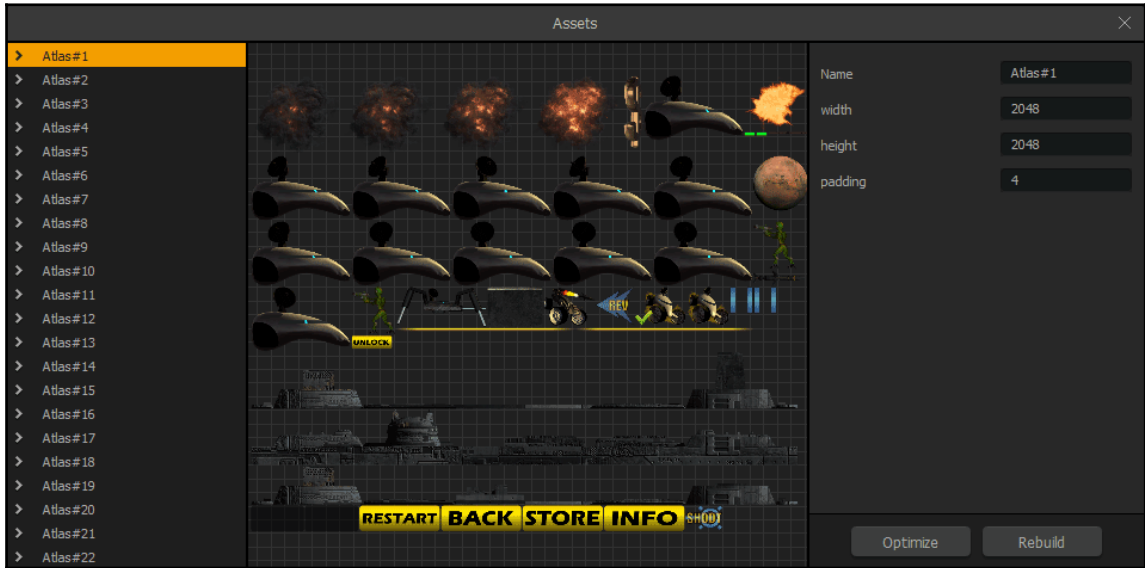 Assets
Atlas#1
Atlas#2
Atlas#3
Atlas#4
Atlas#5
Atlas#6
Atlas#7
Atlas#8
Atlas#9
Atlas#10
Atlas#11
Atlas#12
Atlas#13
Atlas#14
Atlas#15
Atlas#16
Atlas#17
Atlas#18
Atlas#19
Atlas#20
Atlas#21
Atlas#22
REV
UNLOCK
RESTART BACK STORE INFO SHOOT
Name Atlas#1
width 2048
height 2048
padding 4
Optimize Rebuild